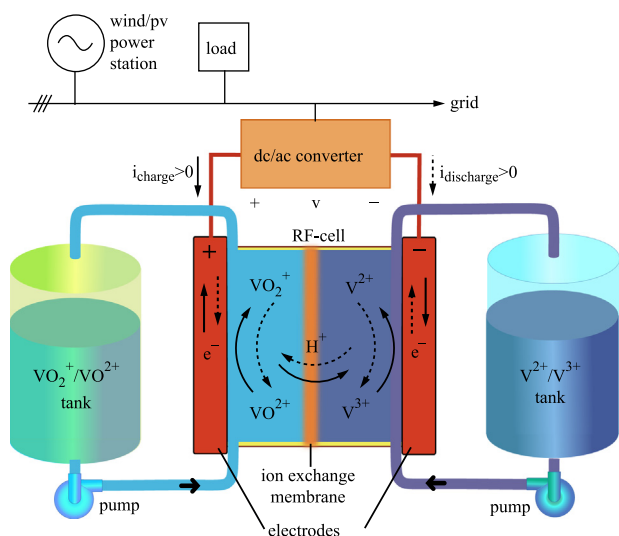 wind/pv
power
station
load
grid
dc/ac converter
i_charge>0
i_discharge>0
+ v −
RF-cell
+
−
VO₂⁺
V²⁺
e⁻
H⁺
e⁻
VO²⁺
V³⁺
VO₂⁺/VO²⁺
tank
V²⁺/V³⁺
tank
ion exchange
membrane
pump
pump
electrodes